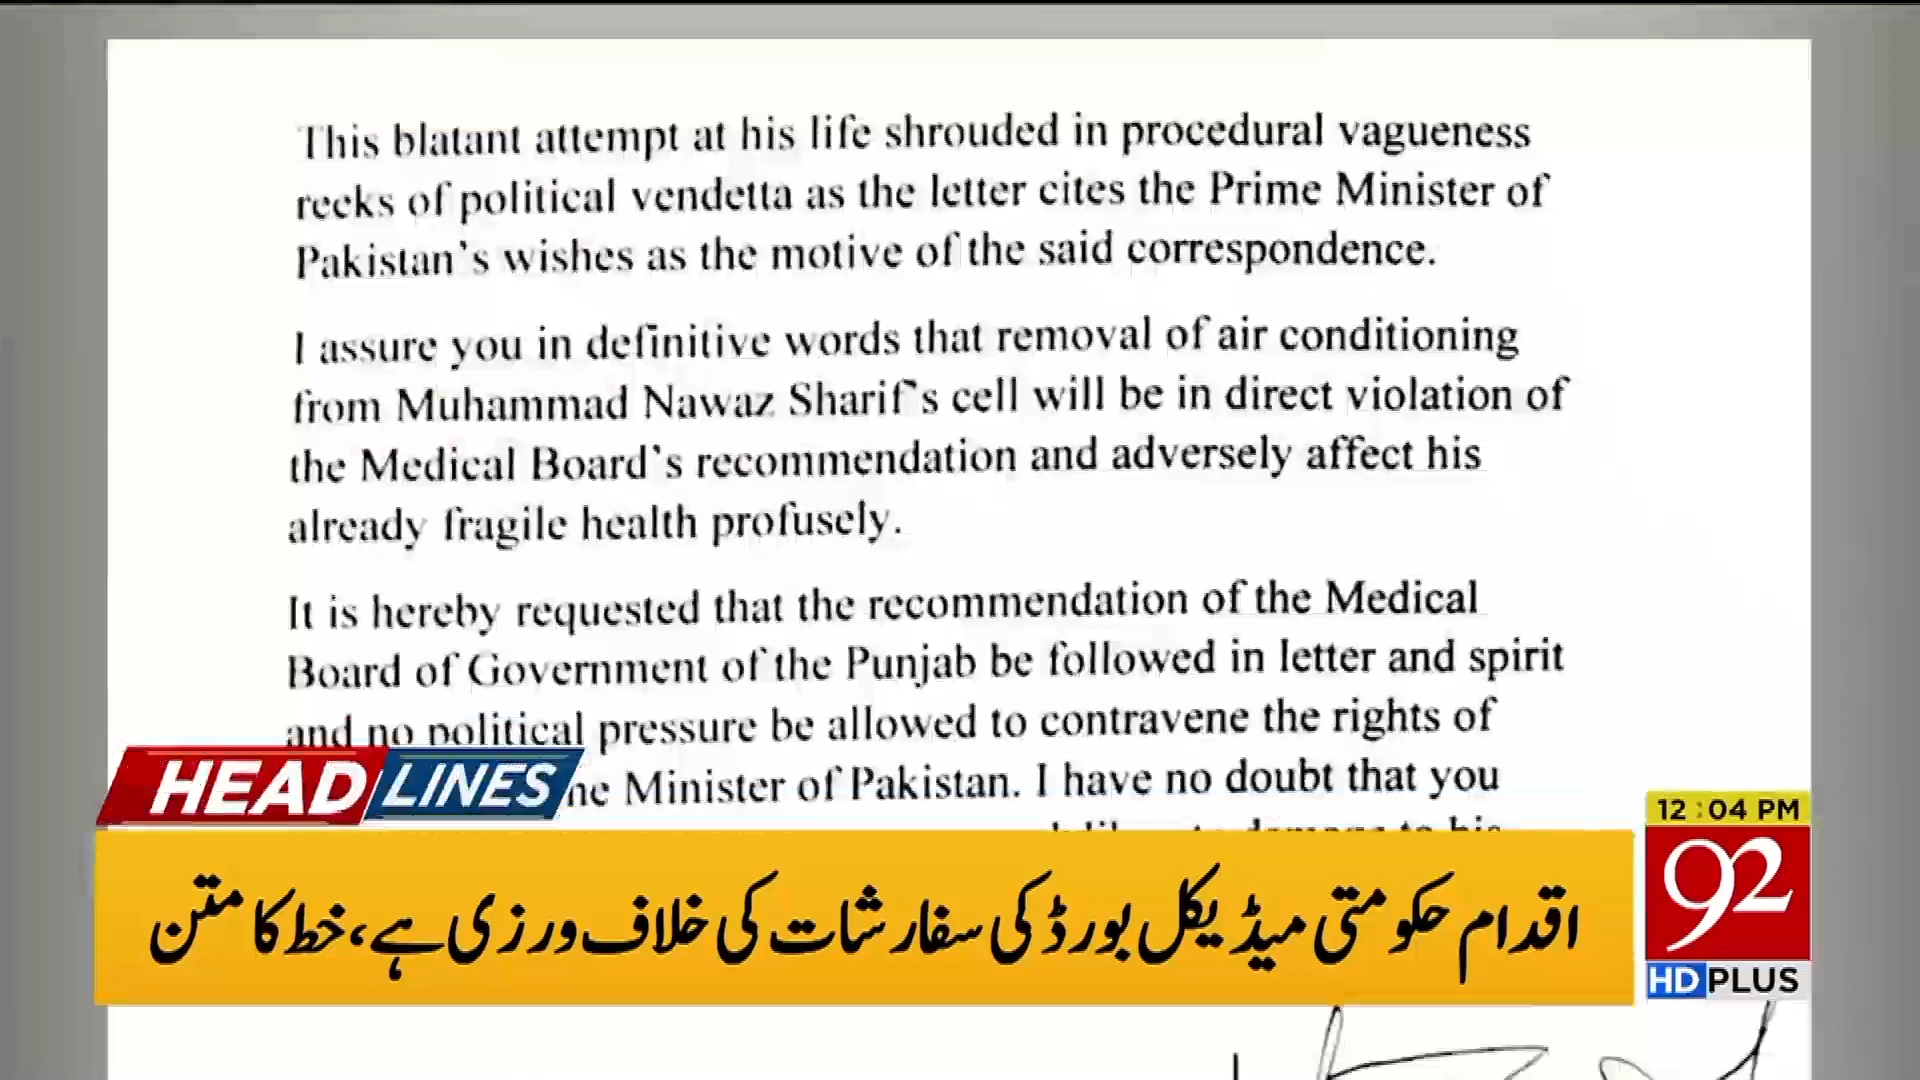 This blatant attempt at his life shrouded in procedural vagueness
reeks of political vendetta as the letter cites the Prime Minister of
Pakistan's wishes as the motive of the said correspondence.
I assure you in definitive words that removal of air conditioning
from Muhammad Nawaz Sharif's cell will be in direct violation of
the Medical Board's recommendation and adversely affect his
already fragile health profusely.
It is hereby requested that the recommendation of the Medical
Board of Government of the Punjab be followed in letter and spirit
and no political pressure be allowed to contravene the rights of
Minister of Pakistan. I have no doubt that you
HEADLINES
اقدام حکومتی میڈیکل بورڈ کی سفارشات کی خلاف ورزی ہے، خط کا متن
12:04 PM
92
HD PLUS